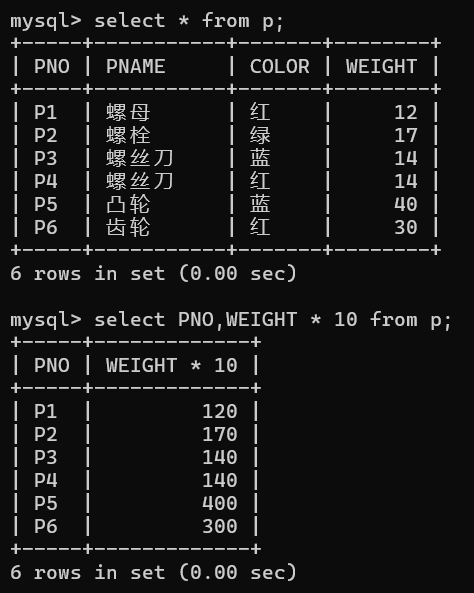 mysql> select * from p;
+-----+-----------+-------+--------+
| PNO | PNAME     | COLOR | WEIGHT |
+-----+-----------+-------+--------+
| P1  | 螺母      | 红    |     12 |
| P2  | 螺栓      | 绿    |     17 |
| P3  | 螺丝刀    | 蓝    |     14 |
| P4  | 螺丝刀    | 红    |     14 |
| P5  | 凸轮      | 蓝    |     40 |
| P6  | 齿轮      | 红    |     30 |
+-----+-----------+-------+--------+
6 rows in set (0.00 sec)

mysql> select PNO,WEIGHT * 10 from p;
+-----+-------------+
| PNO | WEIGHT * 10 |
+-----+-------------+
| P1  |         120 |
| P2  |         170 |
| P3  |         140 |
| P4  |         140 |
| P5  |         400 |
| P6  |         300 |
+-----+-------------+
6 rows in set (0.00 sec)